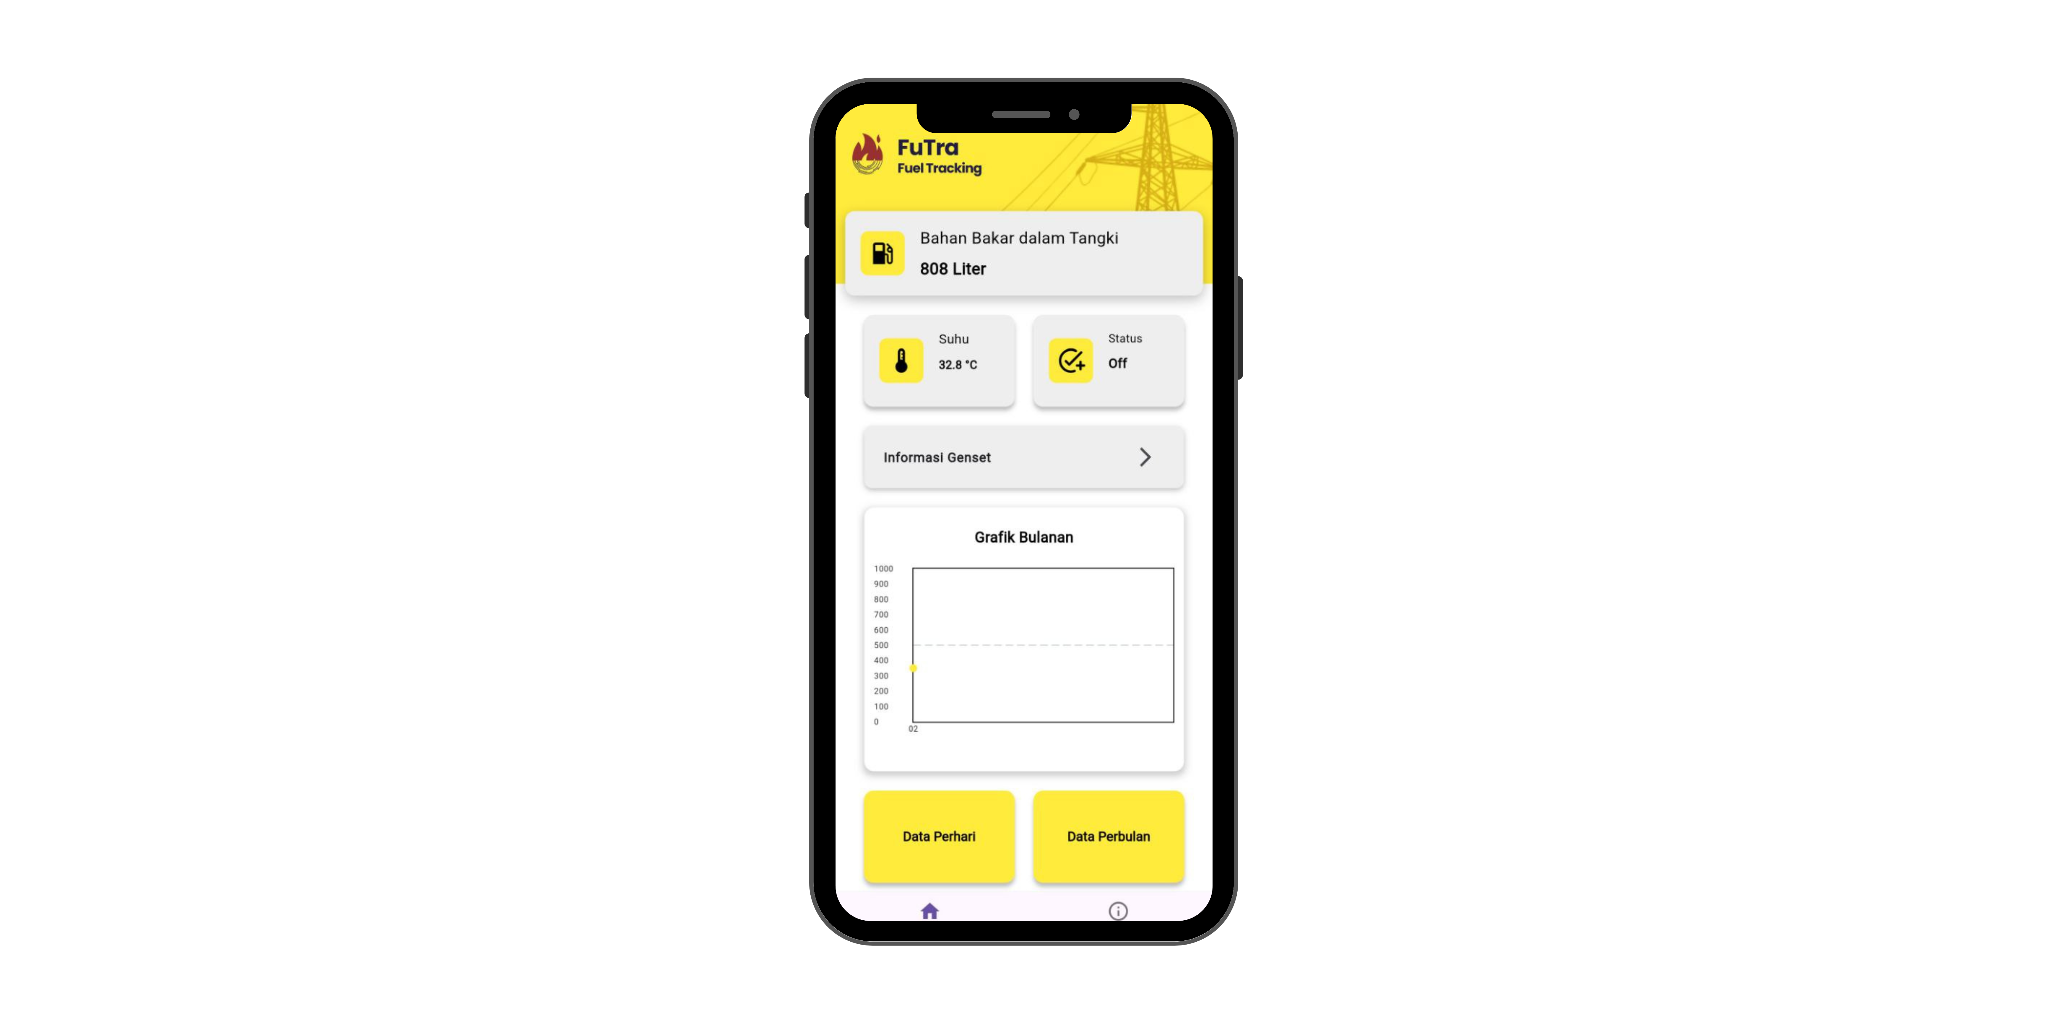 FuTra
Fuel Tracking
Bahan Bakar dalam Tangki
808 Liter
Suhu
32.8 °C
Status
Off
Informasi Genset
Grafik Bulanan
1000
900
800
700
600
500
400
300
200
100
0
02
Data Perhari
Data Perbulan